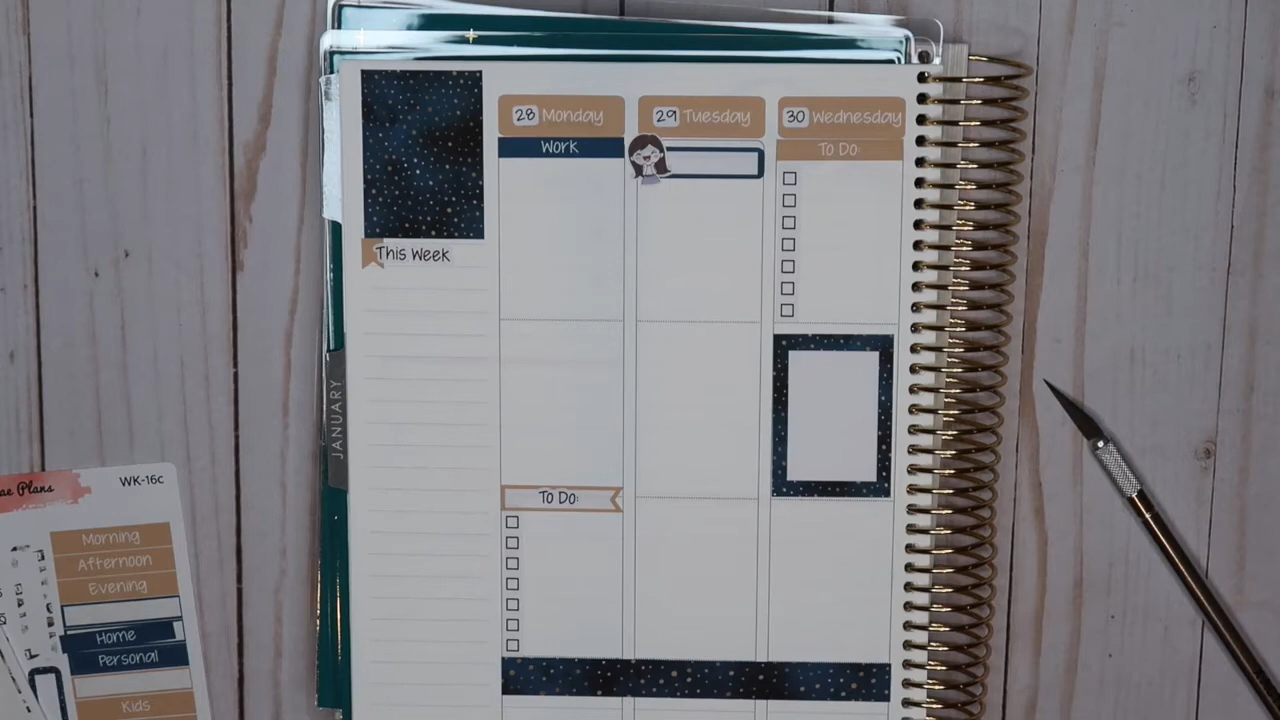 28 Monday
29 Tuesday
30 Wednesday
Work
To Do:
This Week
JANUARY
To Do:
Plans
WK-16c
Morning
Afternoon
Evening
Home
Personal
Kids